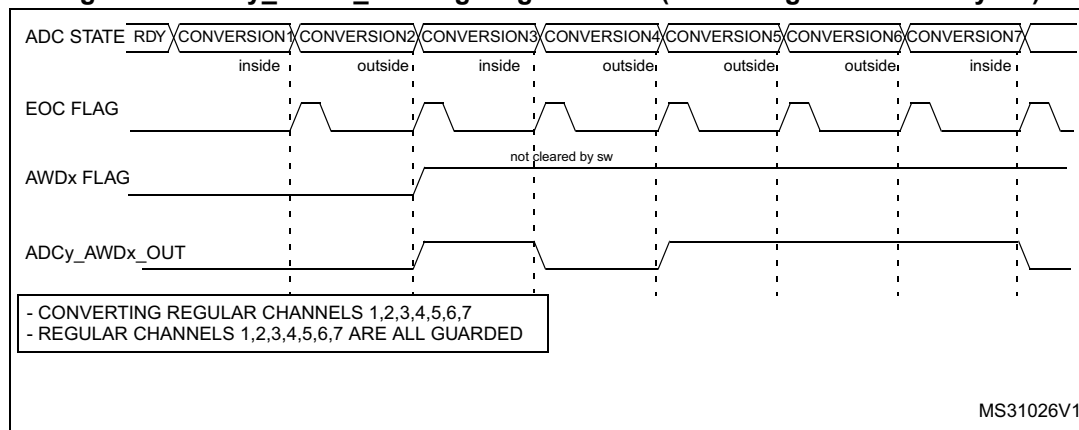 ADC STATE RDY CONVERSION1 CONVERSION2 CONVERSION3 CONVERSION4 CONVERSION5 CONVERSION6 CONVERSION7
inside outside inside outside outside outside inside
EOC FLAG
not cleared by sw
AWDx FLAG
ADCy_AWDx_OUT
- CONVERTING REGULAR CHANNELS 1,2,3,4,5,6,7
- REGULAR CHANNELS 1,2,3,4,5,6,7 ARE ALL GUARDED
MS31026V1